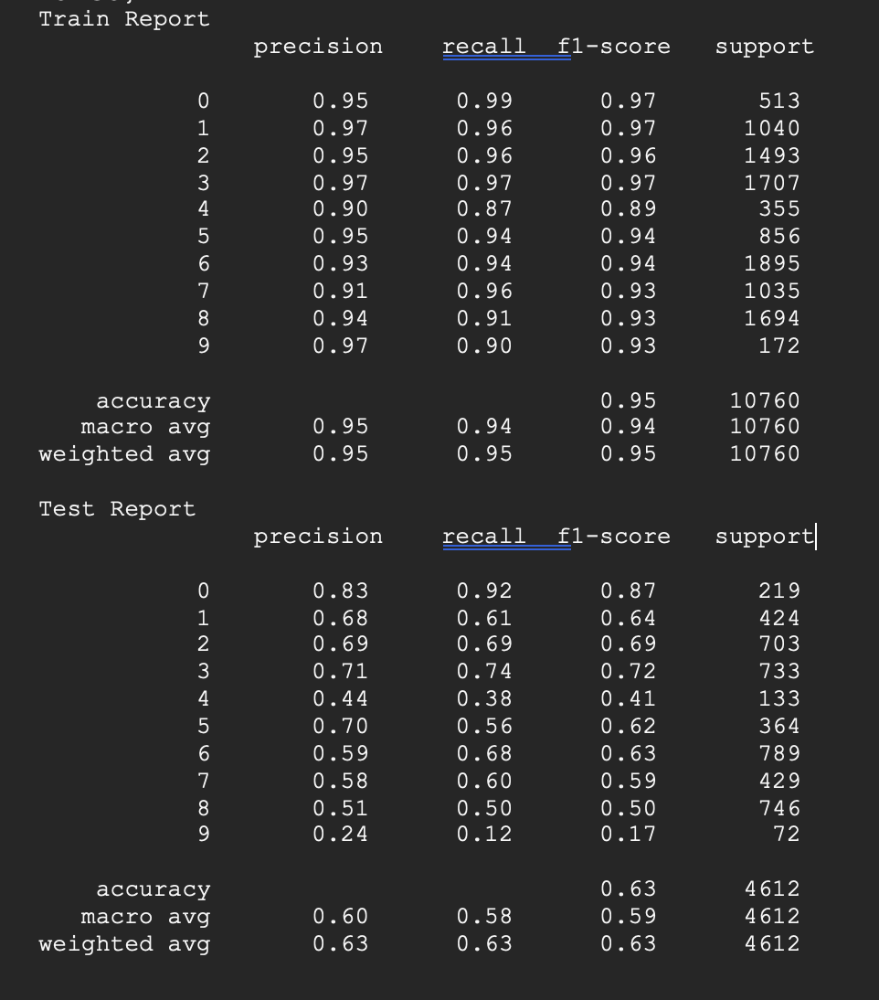 Train Report
precision recall f1-score support
0 0.95 0.99 0.97 513
1 0.97 0.96 0.97 1040
2 0.95 0.96 0.96 1493
3 0.97 0.97 0.97 1707
4 0.90 0.87 0.89 355
5 0.95 0.94 0.94 856
6 0.93 0.94 0.94 1895
7 0.91 0.96 0.93 1035
8 0.94 0.91 0.93 1694
9 0.97 0.90 0.93 172
accuracy 0.95 10760
macro avg 0.95 0.94 0.94 10760
weighted avg 0.95 0.95 0.95 10760
Test Report
precision recall f1-score support
0 0.83 0.92 0.87 219
1 0.68 0.61 0.64 424
2 0.69 0.69 0.69 703
3 0.71 0.74 0.72 733
4 0.44 0.38 0.41 133
5 0.70 0.56 0.62 364
6 0.59 0.68 0.63 789
7 0.58 0.60 0.59 429
8 0.51 0.50 0.50 746
9 0.24 0.12 0.17 72
accuracy 0.63 4612
macro avg 0.60 0.58 0.59 4612
weighted avg 0.63 0.63 0.63 4612